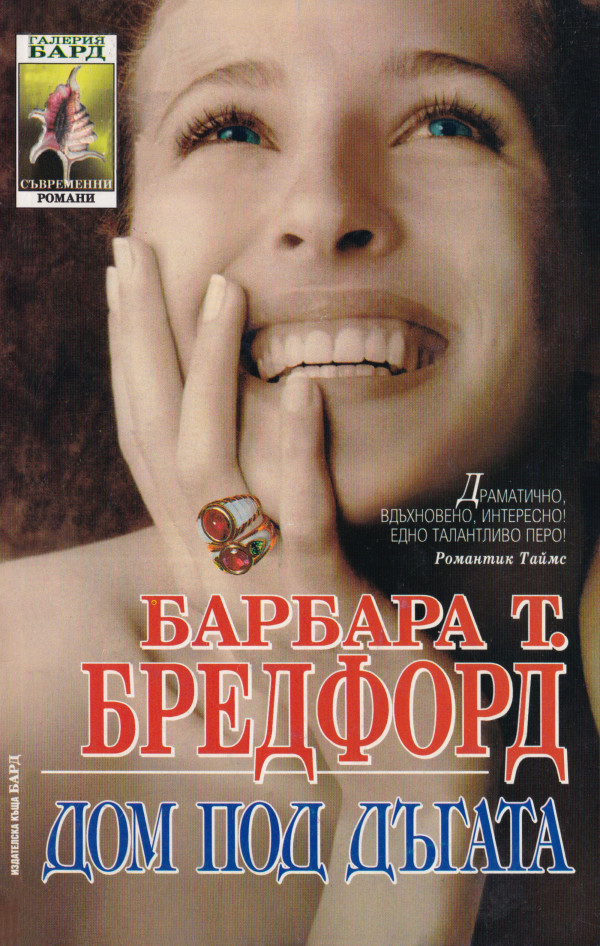 ГАЛЕРИЯ
БАРД
СЪВРЕМЕННИ
РОМАНИ
ДРАМАТИЧНО,
ВДЪХНОВЕНО, ИНТЕРЕСНО!
ЕДНО ТАЛАНТЛИВО ПЕРО!
Романтик Таймс
БАРБАРА Т.
БРЕДФОРД
ДОМ ПОД ДЪГАТА
ИЗДАТЕЛСКА КЪЩА БАРД